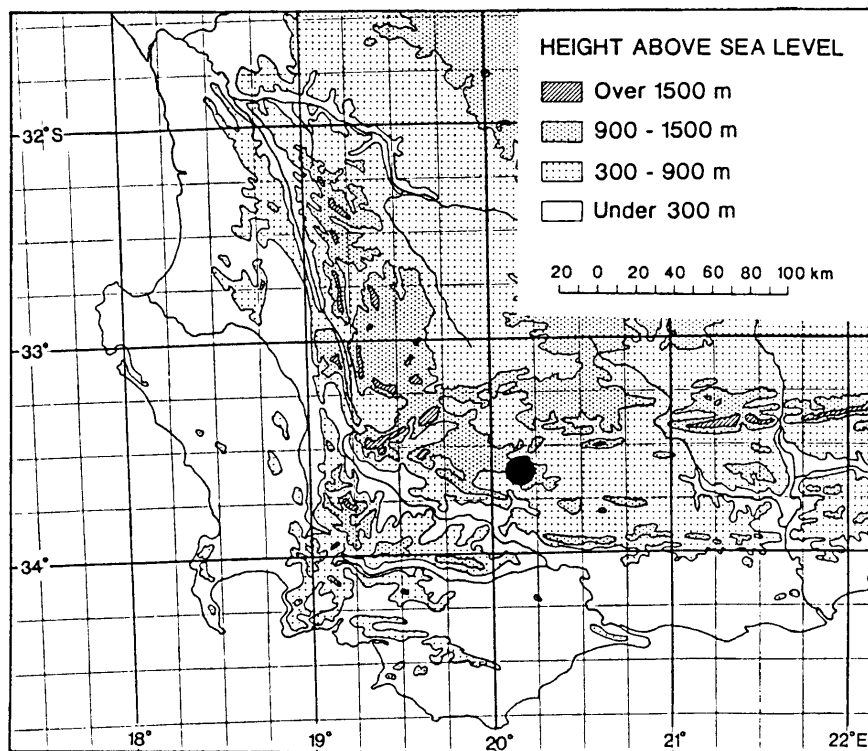 HEIGHT ABOVE SEA LEVEL
Over 1500 m
900 - 1500 m
300 - 900 m
Under 300 m
20 0 20 40 60 80 100 km
32°S
33°
34°
18° 19° 20° 21° 22°E